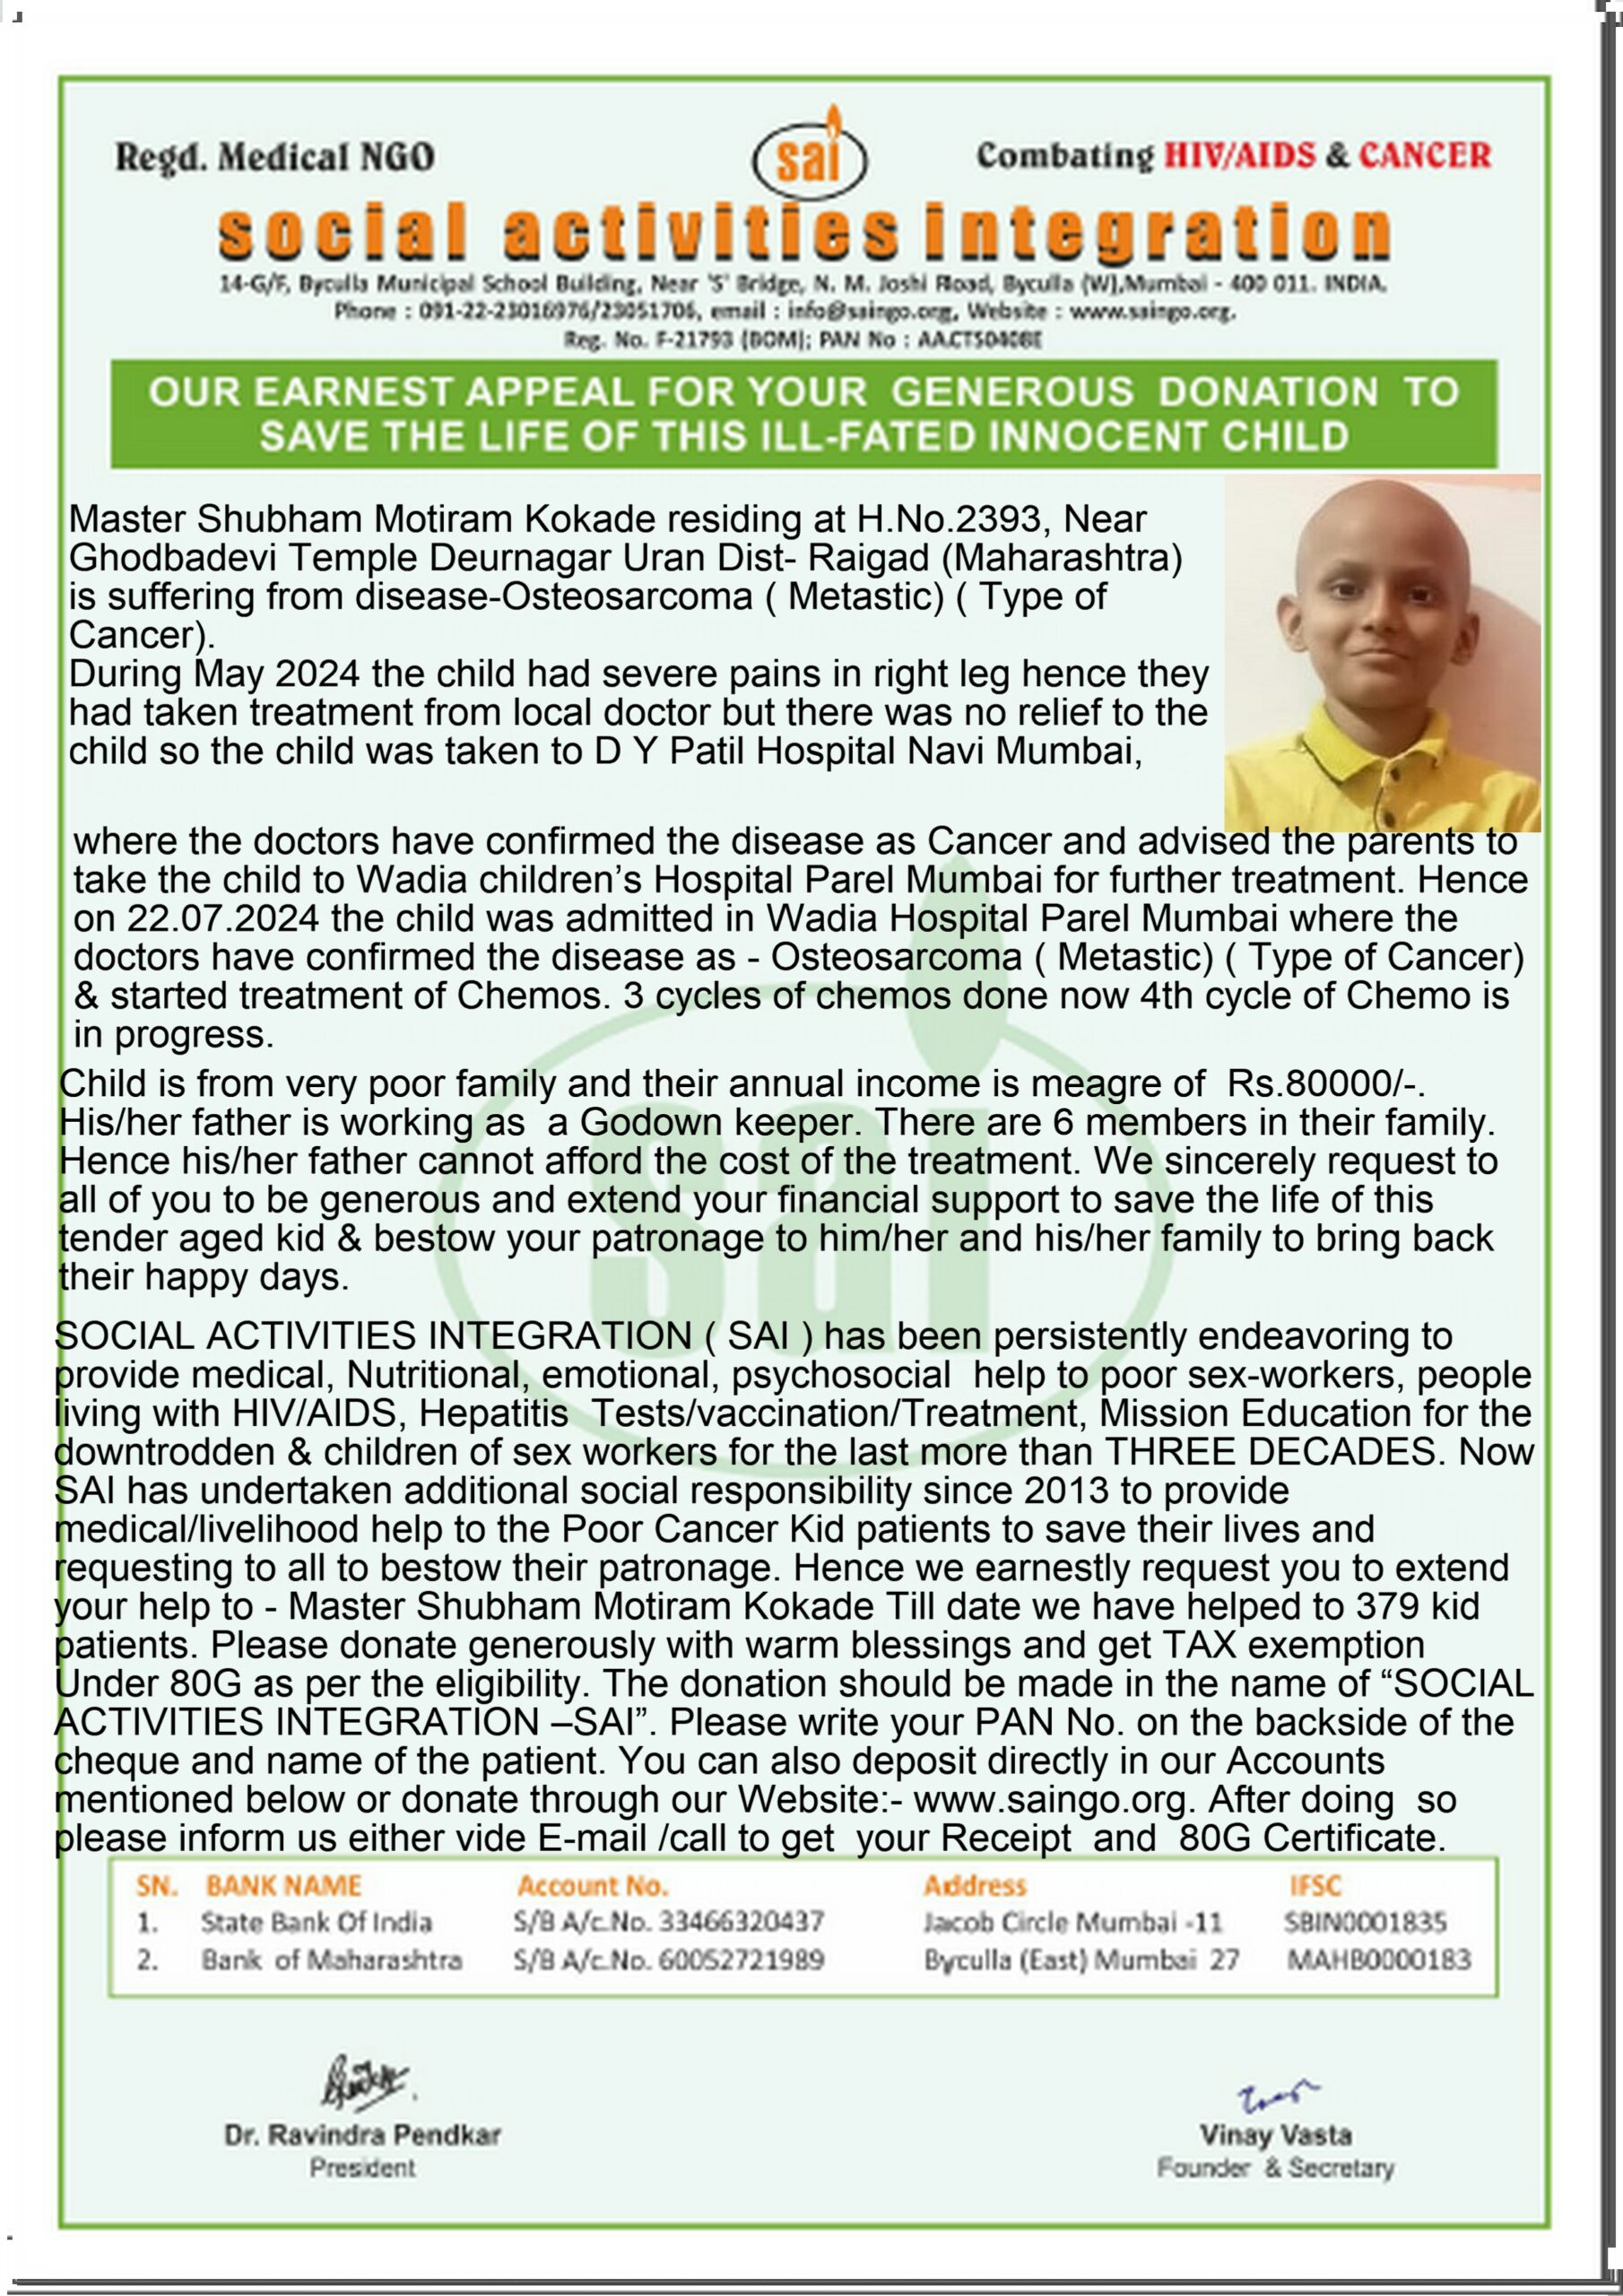 Regd. Medical NGO
sai
Combating HIV/AIDS & CANCER
social activities integration
14-G/F, Byculla Municipal School Building, Near 'S' Bridge, N. M. Joshi Road, Byculla (W),Mumbai - 400 011. INDIA.
Phone : 091-22-23016976/23051706, email : info@saingo.org, Website : www.saingo.org.
Reg. No. F-21793 (BOM); PAN No : AACTS0408E
OUR EARNEST APPEAL FOR YOUR GENEROUS DONATION TO
SAVE THE LIFE OF THIS ILL-FATED INNOCENT CHILD
Master Shubham Motiram Kokade residing at H.No.2393, Near
Ghodbadevi Temple Deurnagar Uran Dist- Raigad (Maharashtra)
is suffering from disease-Osteosarcoma ( Metastic) ( Type of
Cancer).
During May 2024 the child had severe pains in right leg hence they
had taken treatment from local doctor but there was no relief to the
child so the child was taken to D Y Patil Hospital Navi Mumbai,
where the doctors have confirmed the disease as Cancer and advised the parents to
take the child to Wadia children’s Hospital Parel Mumbai for further treatment. Hence
on 22.07.2024 the child was admitted in Wadia Hospital Parel Mumbai where the
doctors have confirmed the disease as - Osteosarcoma ( Metastic) ( Type of Cancer)
& started treatment of Chemos. 3 cycles of chemos done now 4th cycle of Chemo is
in progress.
Child is from very poor family and their annual income is meagre of Rs.80000/-.
His/her father is working as a Godown keeper. There are 6 members in their family.
Hence his/her father cannot afford the cost of the treatment. We sincerely request to
all of you to be generous and extend your financial support to save the life of this
tender aged kid & bestow your patronage to him/her and his/her family to bring back
their happy days.
sai
SOCIAL ACTIVITIES INTEGRATION ( SAI ) has been persistently endeavoring to
provide medical, Nutritional, emotional, psychosocial help to poor sex-workers, people
living with HIV/AIDS, Hepatitis Tests/vaccination/Treatment, Mission Education for the
downtrodden & children of sex workers for the last more than THREE DECADES. Now
SAI has undertaken additional social responsibility since 2013 to provide
medical/livelihood help to the Poor Cancer Kid patients to save their lives and
requesting to all to bestow their patronage. Hence we earnestly request you to extend
your help to - Master Shubham Motiram Kokade Till date we have helped to 379 kid
patients. Please donate generously with warm blessings and get TAX exemption
Under 80G as per the eligibility. The donation should be made in the name of “SOCIAL
ACTIVITIES INTEGRATION –SAI”. Please write your PAN No. on the backside of the
cheque and name of the patient. You can also deposit directly in our Accounts
mentioned below or donate through our Website:- www.saingo.org. After doing so
please inform us either vide E-mail /call to get your Receipt and 80G Certificate.
SN. BANK NAME Account No. Address IFSC
1. State Bank Of India S/B A/c.No. 33466320437 Jacob Circle Mumbai -11 SBIN0001835
2. Bank of Maharashtra S/B A/c.No. 60052721989 Byculla (East) Mumbai 27 MAHB0000183
Dr. Ravindra Pendkar
President
Vinay Vasta
Founder & Secretary